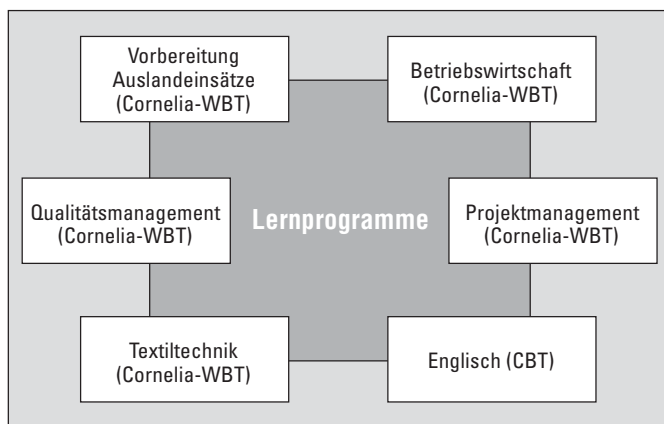 Vorbereitung
Auslandeinsätze
(Cornelia-WBT)
Betriebswirtschaft
(Cornelia-WBT)
Qualitätsmanagement
(Cornelia-WBT)
Lernprogramme
Projektmanagement
(Cornelia-WBT)
Textiltechnik
(Cornelia-WBT)
Englisch (CBT)